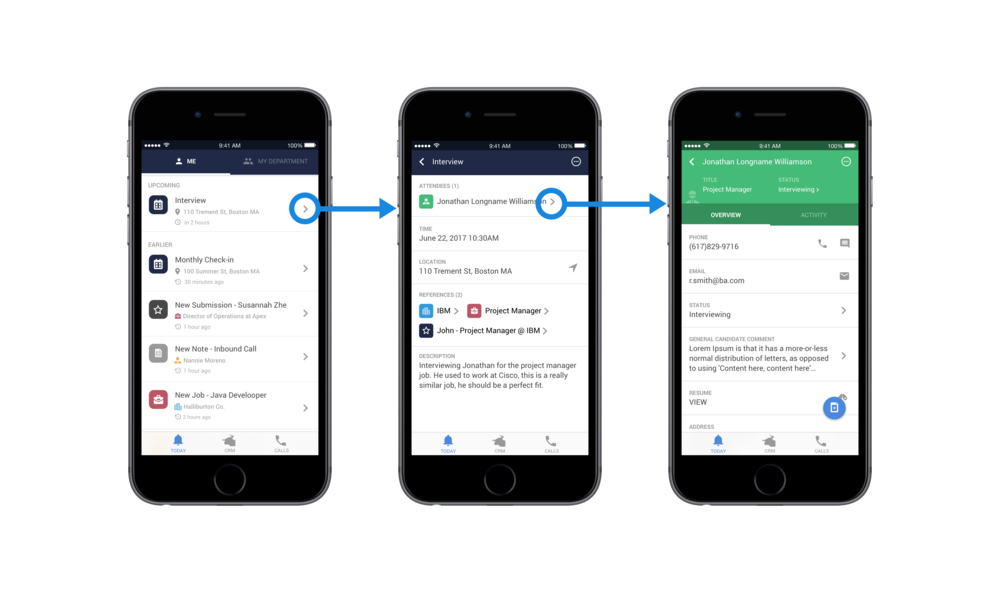 9:41 AM
100%
ME
MY DEPARTMENT
UPCOMING
Interview
110 Trement St, Boston MA
in 2 hours
EARLIER
Monthly Check-in
100 Summer St, Boston MA
30 minutes ago
New Submission - Susannah Zhe
Director of Operations at Apex
1 hour ago
New Note - Inbound Call
Nannie Moreno
1 hour ago
New Job - Java Develooper
Halliburton Co.
2 hours ago
TODAY
CRM
CALLS
9:41 AM
100%
Interview
ATTENDEES (1)
Jonathan Longname Williamson
TIME
June 22, 2017 10:30AM
LOCATION
110 Trement St, Boston MA
REFERENCES (2)
IBM
Project Manager
John - Project Manager @ IBM
DESCRIPTION
Interviewing Jonathan for the project manager
job. He used to work at Cisco, this is a really
similar job, he should be a perfect fit.
TODAY
CRM
CALLS
9:41 AM
100%
Jonathan Longname Williamson
TITLE
Project Manager
STATUS
Interviewing
OVERVIEW
ACTIVITY
PHONE
(617)829-9716
EMAIL
r.smith@ba.com
STATUS
Interviewing
GENERAL CANDIDATE COMMENT
Lorem Ipsum is that it has a more-or-less
normal distribution of letters, as opposed
to using 'Content here, content here'...
RESUME
VIEW
ADDRESS
TODAY
CRM
CALLS